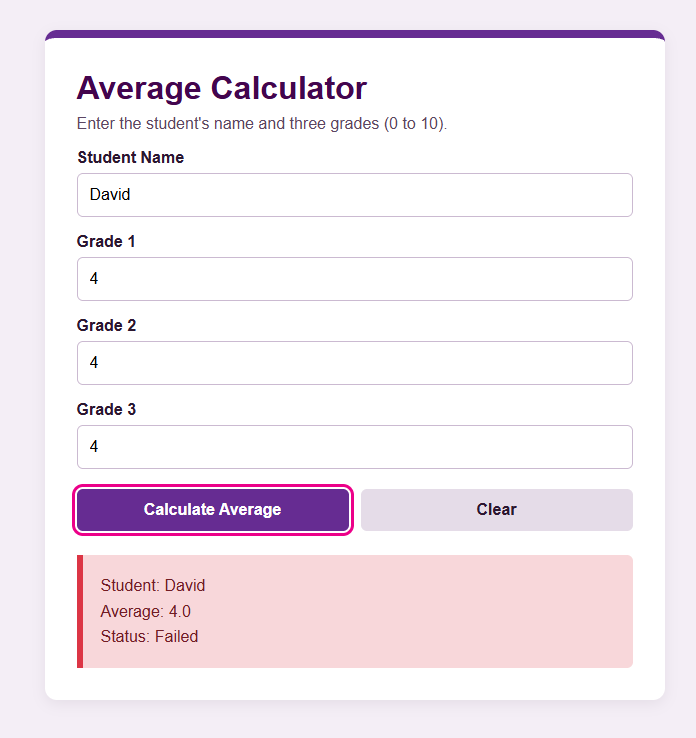 Average Calculator
Enter the student's name and three grades (0 to 10).
Student Name
David
Grade 1
4
Grade 2
4
Grade 3
4
Calculate Average
Clear
Student: David
Average: 4.0
Status: Failed